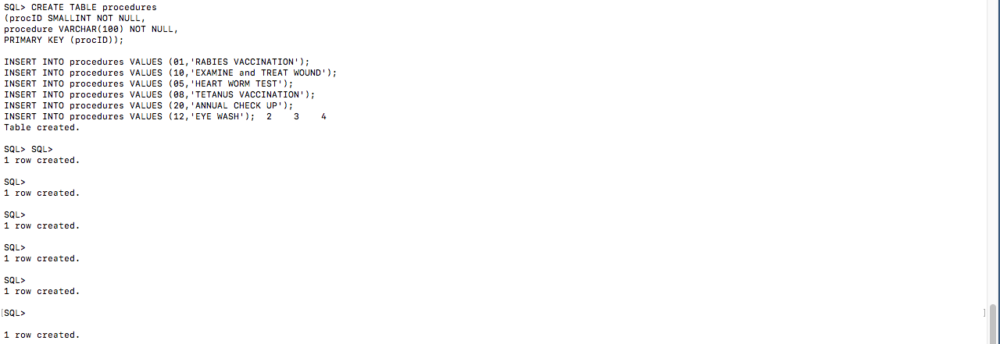 SQL> CREATE TABLE procedures
(procID SMALLINT NOT NULL,
procedure VARCHAR(100) NOT NULL,
PRIMARY KEY (procID));
INSERT INTO procedures VALUES (01,'RABIES VACCINATION');
INSERT INTO procedures VALUES (10,'EXAMINE and TREAT WOUND');
INSERT INTO procedures VALUES (05,'HEART WORM TEST');
INSERT INTO procedures VALUES (08,'TETANUS VACCINATION');
INSERT INTO procedures VALUES (20,'ANNUAL CHECK UP');
INSERT INTO procedures VALUES (12,'EYE WASH');  2    3    4
Table created.
SQL> SQL>
1 row created.
SQL>
1 row created.
SQL>
1 row created.
SQL>
1 row created.
SQL>
1 row created.
[SQL> ]
1 row created.